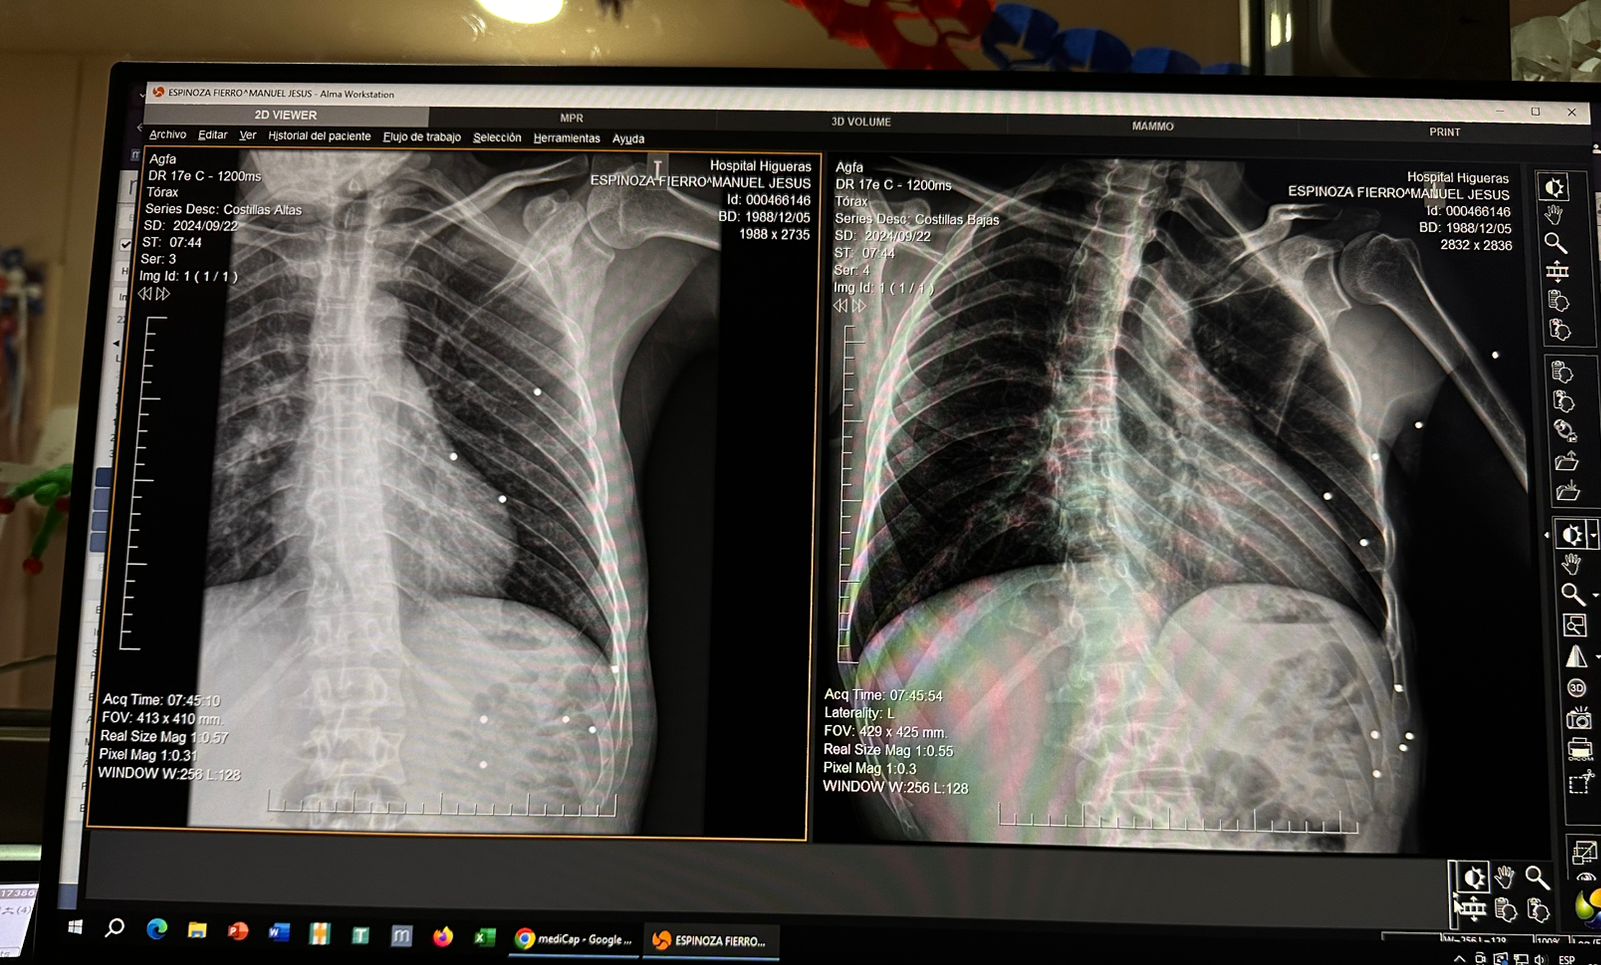 ESPINOZA FIERRO^MANUEL JESUS - Alma Workstation
2D VIEWER
MPR
3D VOLUME
MAMMO
PRINT
Archivo Editar Ver Historial del paciente Flujo de trabajo Selección Herramientas Ayuda
Agfa
DR 17e C - 1200ms
Tórax
Series Desc: Costillas Altas
SD: 2024/09/22
ST: 07:44
Ser: 3
Img Id: 1 ( 1 / 1 )
Hospital Higueras
ESPINOZA FIERRO^MANUEL JESUS
Id: 000466146
BD: 1988/12/05
1988 x 2735
Acq Time: 07:45:10
FOV: 413 x 410 mm.
Real Size Mag 1:0.57
Pixel Mag 1:0.31
WINDOW W:256 L:128
Agfa
DR 17e C - 1200ms
Tórax
Series Desc: Costillas Bajas
SD: 2024/09/22
ST: 07:44
Ser: 4
Img Id: 1 ( 1 / 1 )
Hospital Higueras
ESPINOZA FIERRO^MANUEL JESUS
Id: 000466146
BD: 1988/12/05
2832 x 2836
Acq Time: 07:45:54
Laterality: L
FOV: 429 x 425 mm.
Real Size Mag 1:0.55
Pixel Mag 1:0.3
WINDOW W:256 L:128
3D
mediCap - Google ...
ESPINOZA FIERRO...
ESP